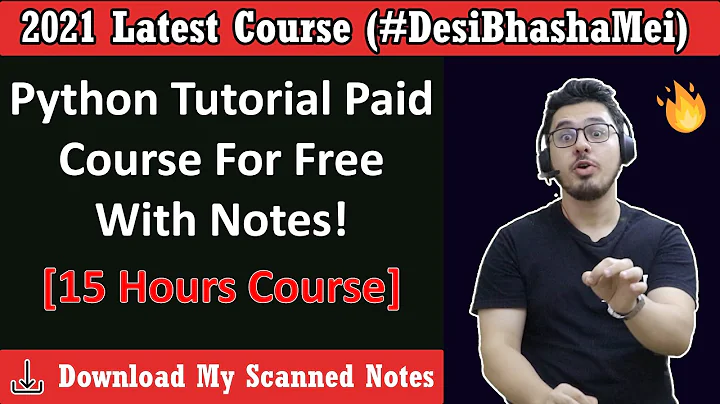 2021 Latest Course (#DesiBhashaMei)
Python Tutorial Paid
Course For Free
With Notes!
[15 Hours Course]
Download My Scanned Notes